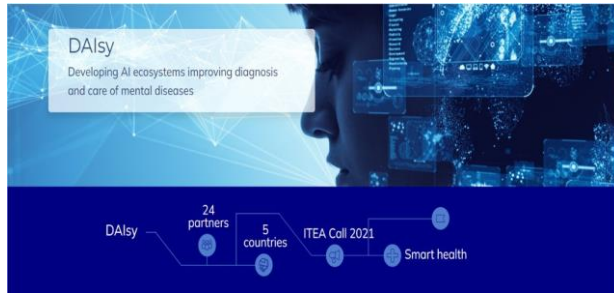 DAIsy
Developing AI ecosystems improving diagnosis
and care of mental diseases
24
partners
DAIsy
5
countries
ITEA Call 2021
Smart health